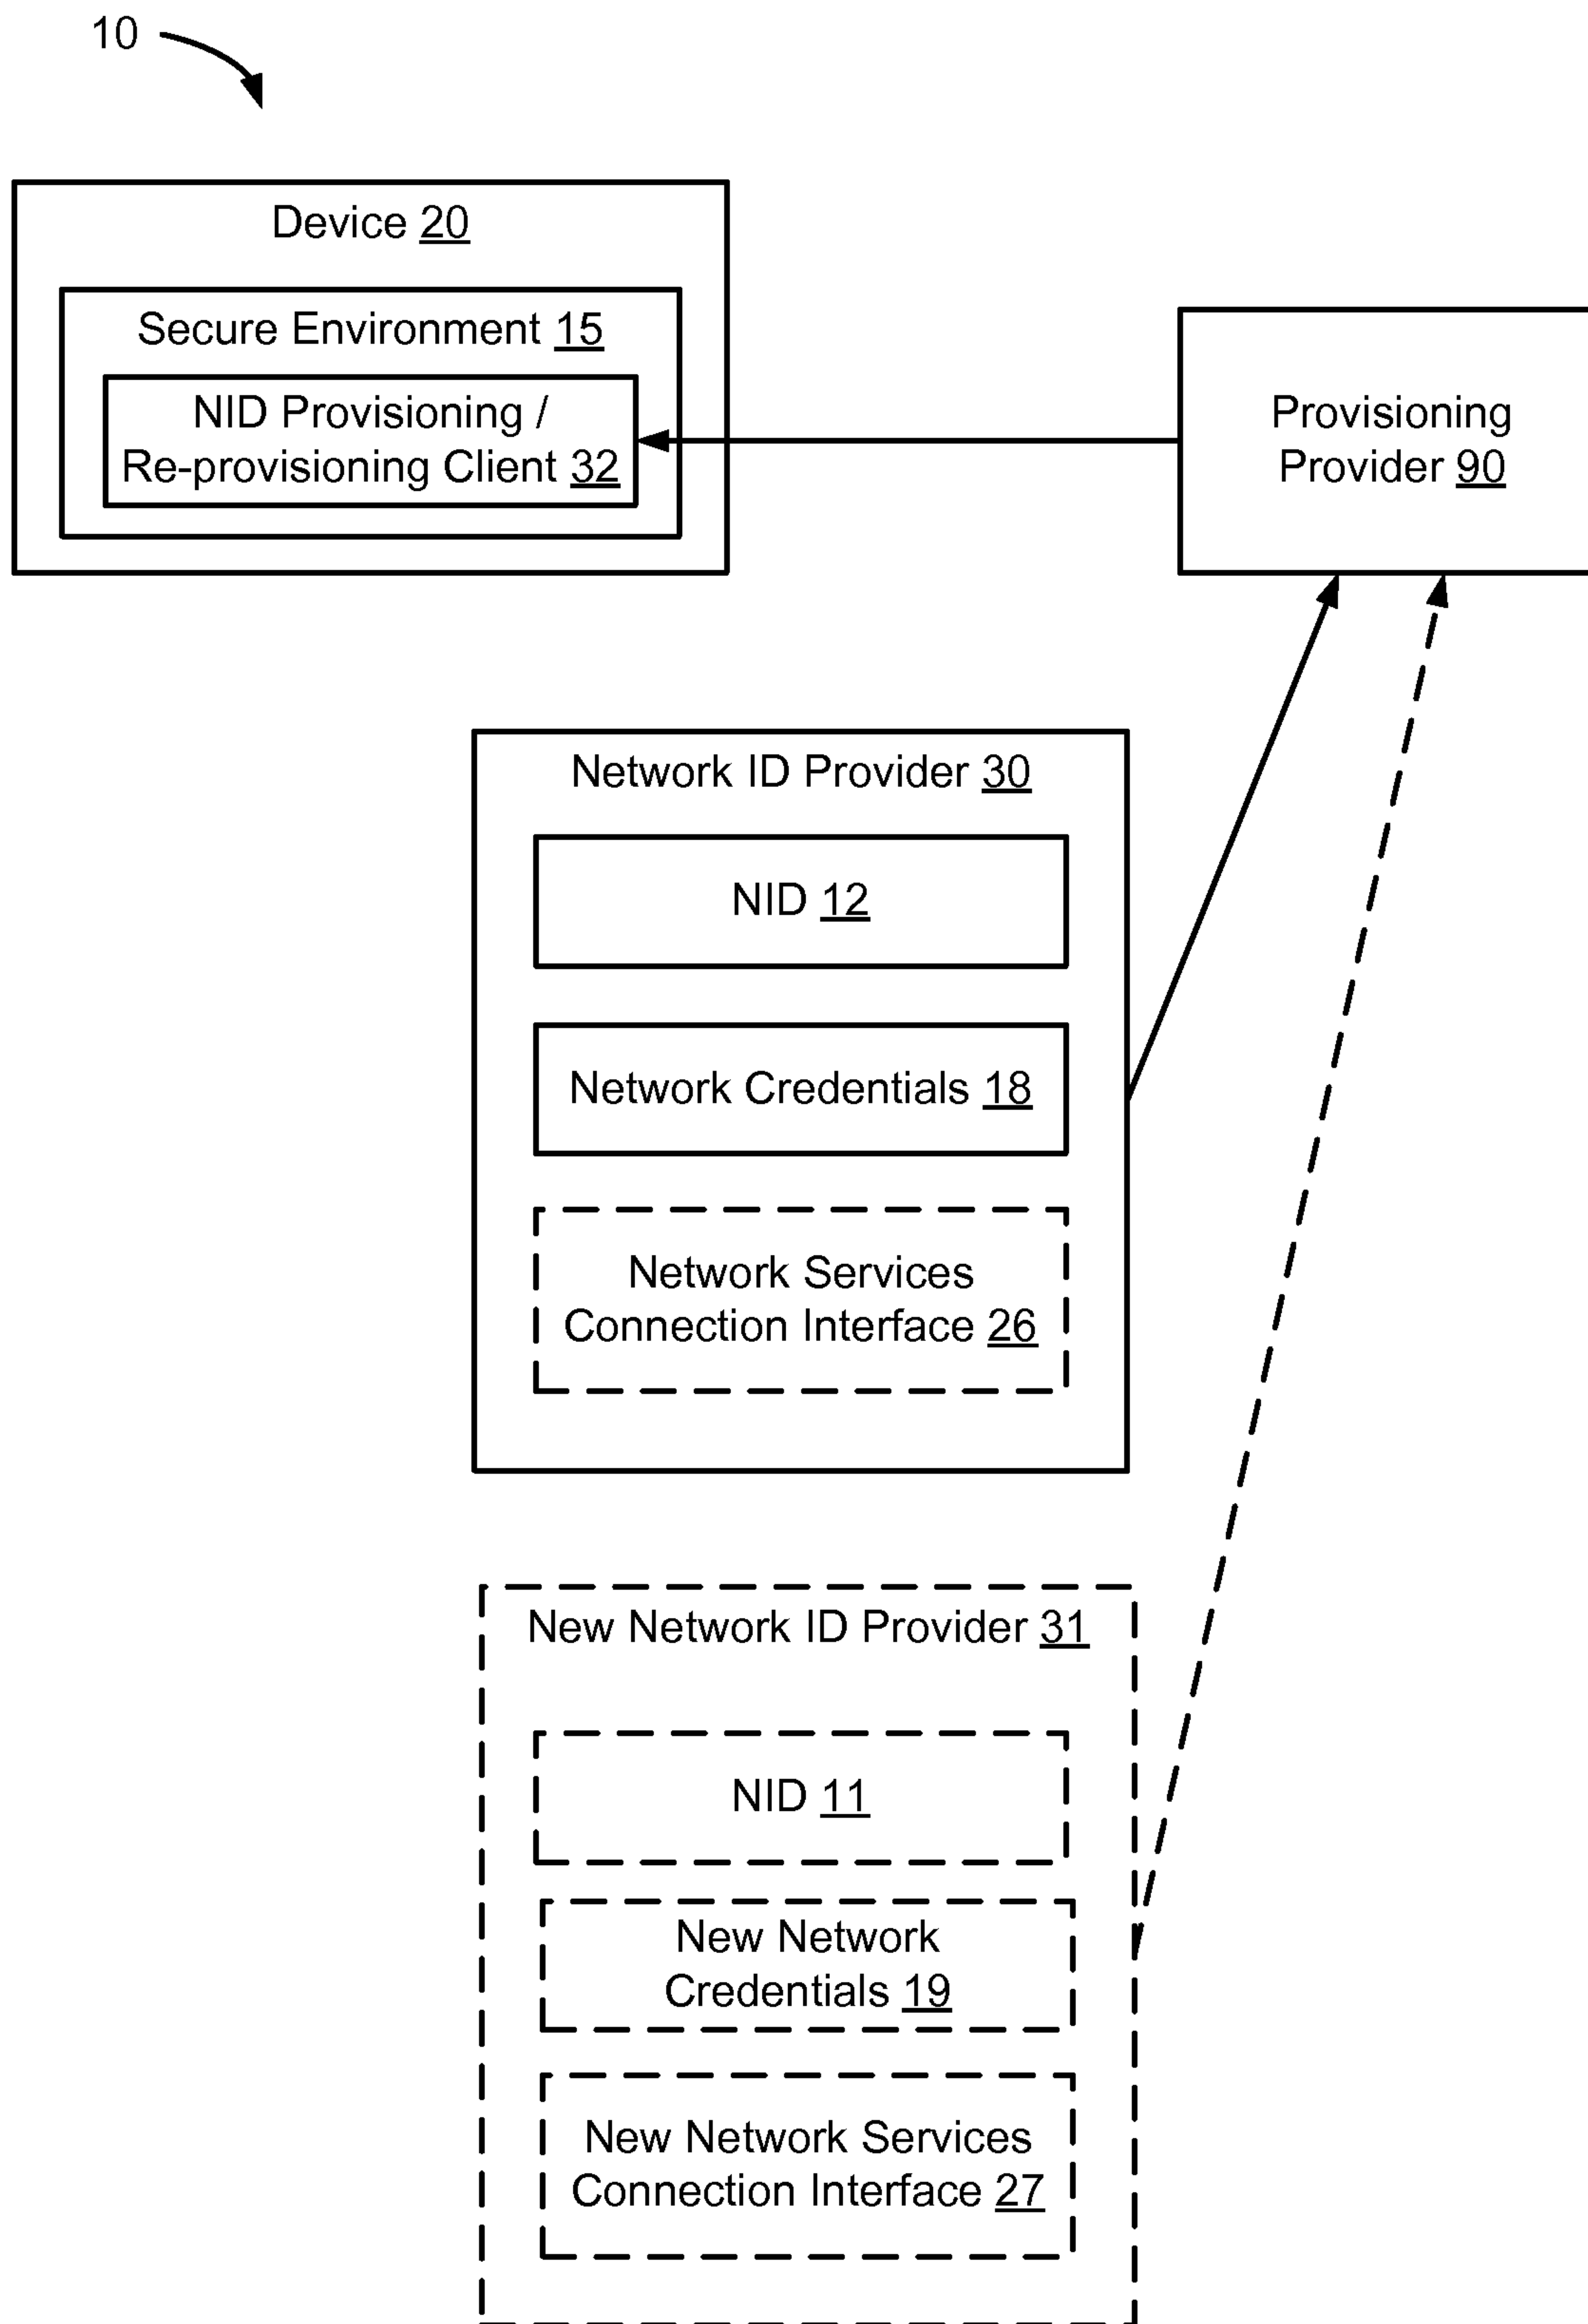 10
Device 20
Secure Environment 15
NID Provisioning /
Re-provisioning Client 32
Provisioning
Provider 90
Network ID Provider 30
NID 12
Network Credentials 18
Network Services
Connection Interface 26
New Network ID Provider 31
NID 11
New Network
Credentials 19
New Network Services
Connection Interface 27